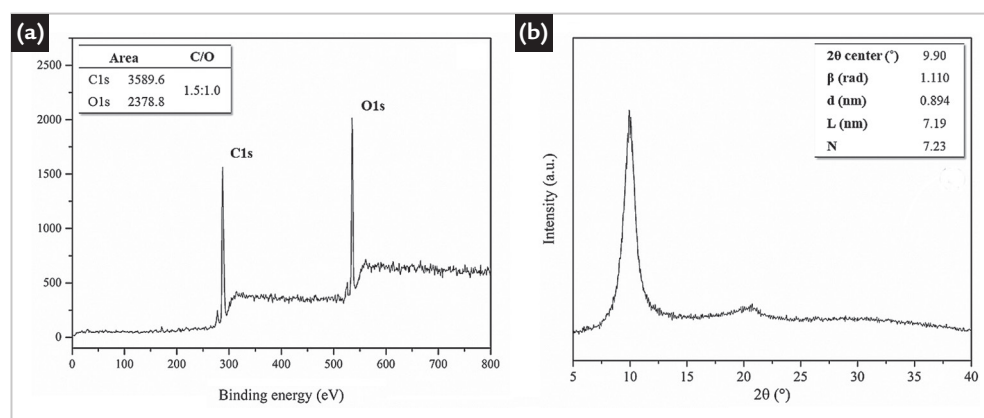 (a)
Area C/O
C1s 3589.6
1.5:1.0
O1s 2378.8
2500
2000
1500
1000
500
0
C1s
O1s
0 100 200 300 400 500 600 700 800
Binding energy (eV)
(b)
2θ center (°) 9.90
β (rad) 1.110
d (nm) 0.894
L (nm) 7.19
N 7.23
Intensity (a.u.)
5 10 15 20 25 30 35 40
2θ (°)